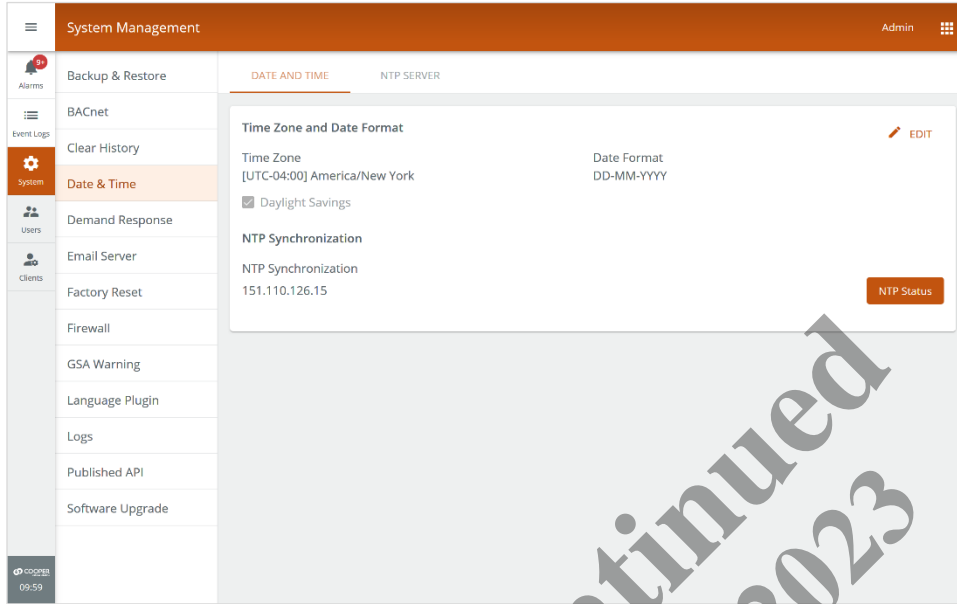 System Management
Admin
9+
Alarms
Event Logs
System
Users
Clients
Backup & Restore
BACnet
Clear History
Date & Time
Demand Response
Email Server
Factory Reset
Firewall
GSA Warning
Language Plugin
Logs
Published API
Software Upgrade
DATE AND TIME
NTP SERVER
Time Zone and Date Format
EDIT
Time Zone
[UTC-04:00] America/New York
Date Format
DD-MM-YYYY
Daylight Savings
NTP Synchronization
NTP Synchronization
151.110.126.15
NTP Status
COOPER
09:59
tinued
2023